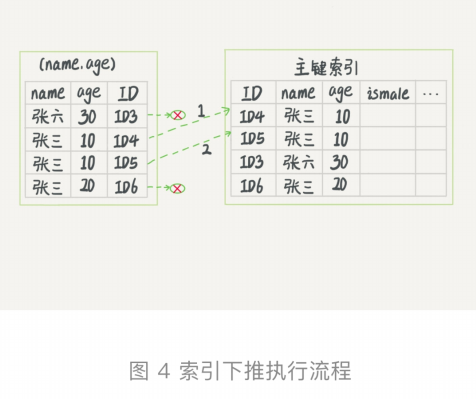 (name.age)
name age ID
张六 30 ID3
张三 10 ID4
张三 10 ID5
张三 20 ID6
1
2
主键索引
ID name age ismale ...
ID4 张三 10
ID5 张三 10
ID3 张六 30
ID6 张三 20
图 4 索引下推执行流程